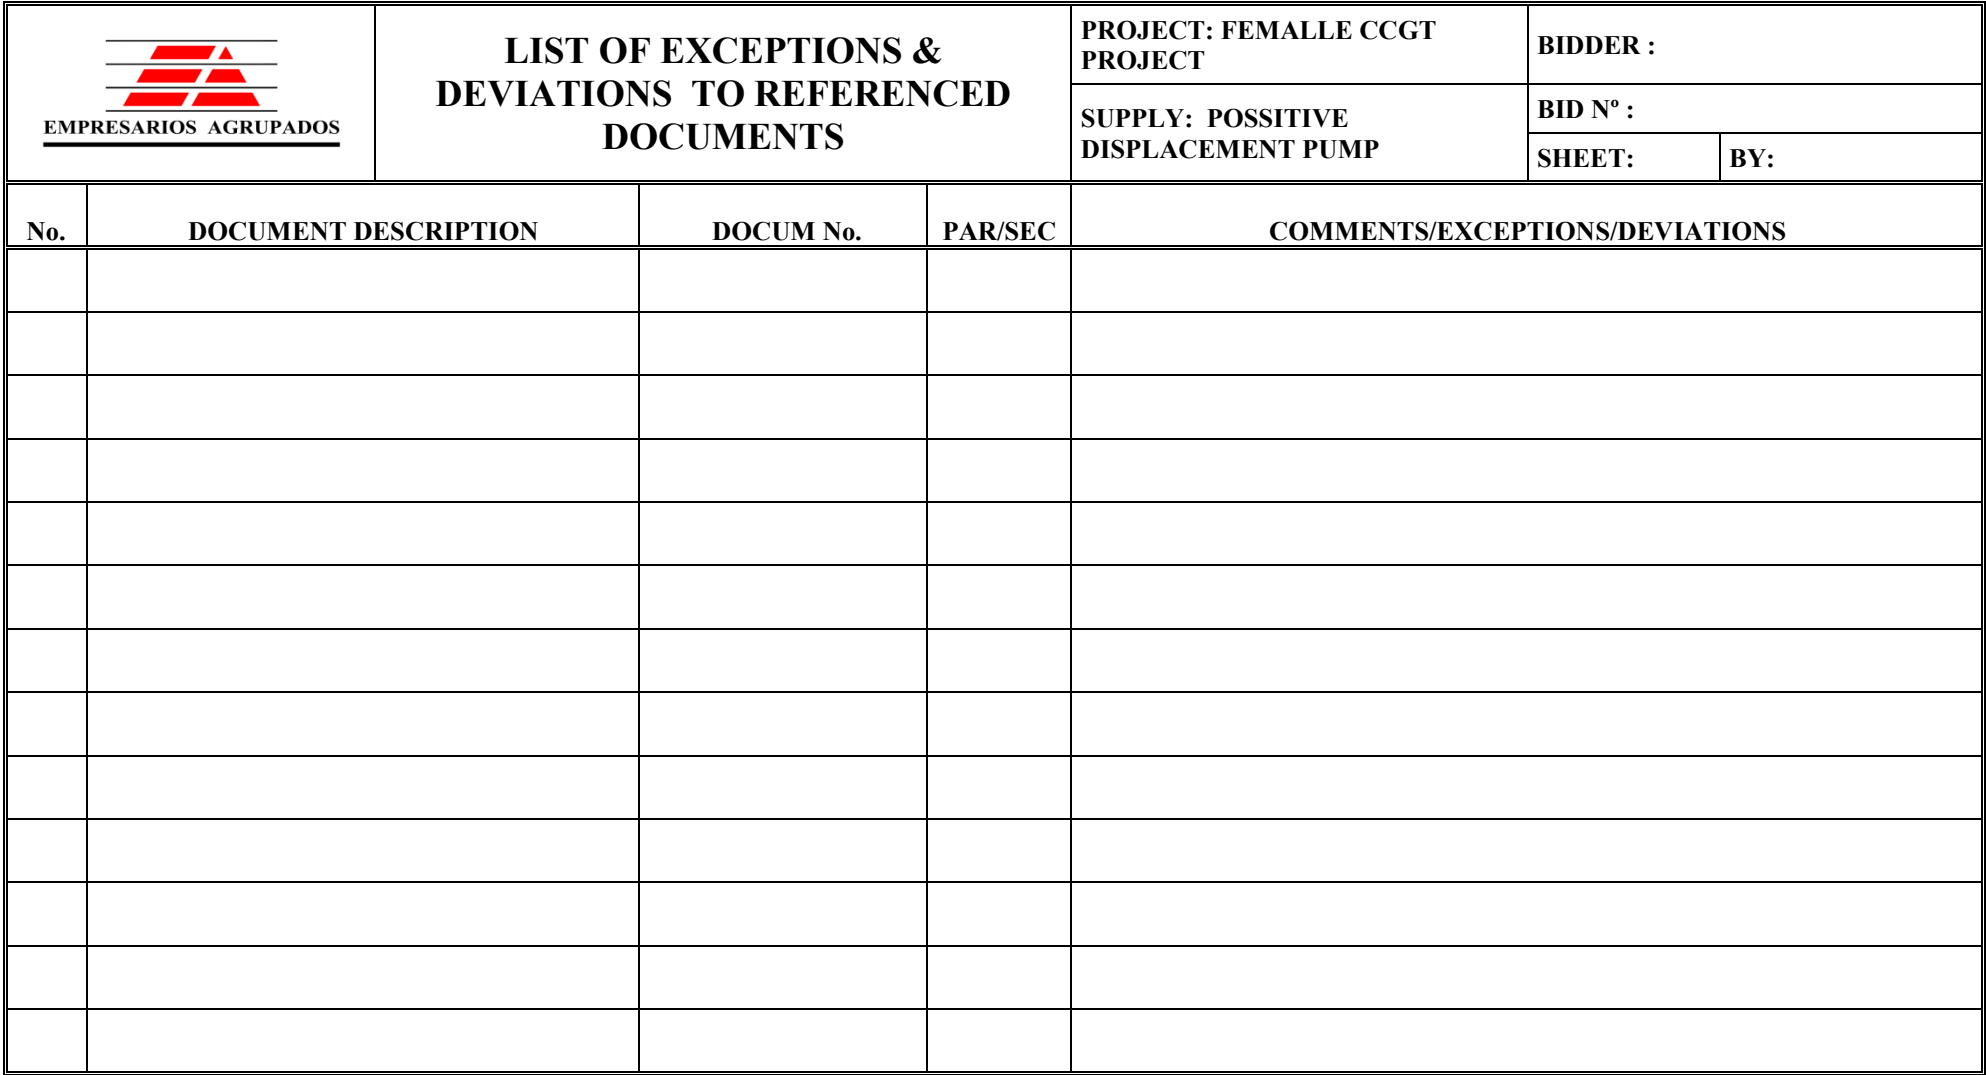 EMPRESARIOS AGRUPADOS
LIST OF EXCEPTIONS &
DEVIATIONS TO REFERENCED
DOCUMENTS
PROJECT: FEMALLE CCGT
PROJECT
SUPPLY: POSSITIVE
DISPLACEMENT PUMP
BIDDER :
BID Nº :
SHEET:
BY:
No.
DOCUMENT DESCRIPTION
DOCUM No.
PAR/SEC
COMMENTS/EXCEPTIONS/DEVIATIONS